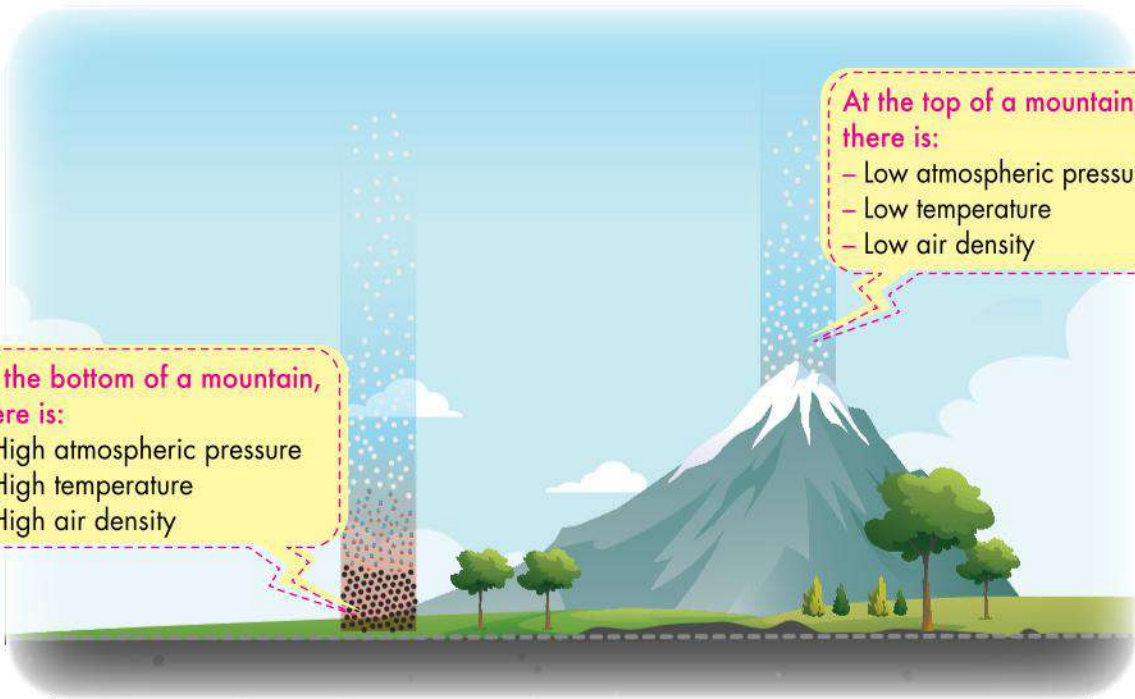 At the top of a mountain
there is:
– Low atmospheric pressu
– Low temperature
– Low air density
the bottom of a mountain,
ere is:
High atmospheric pressure
High temperature
High air density